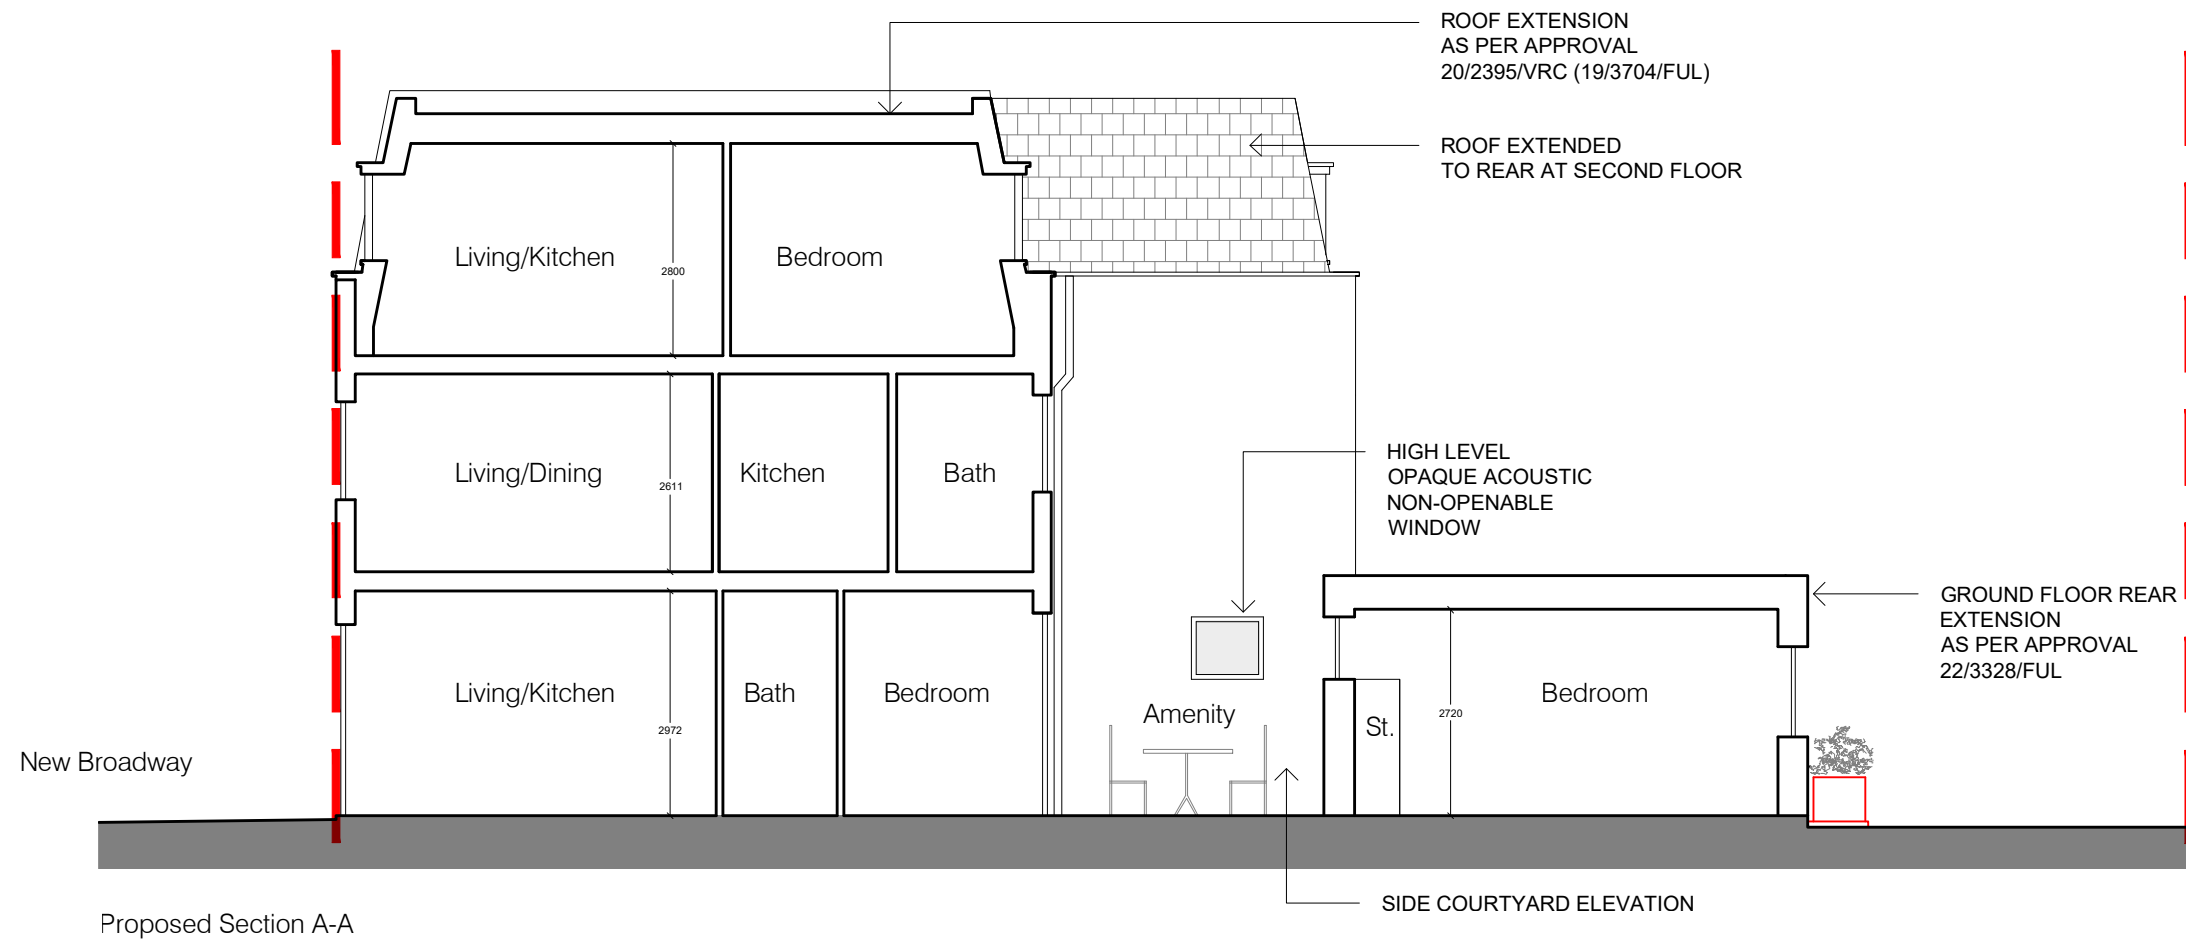 ROOF EXTENSION
AS PER APPROVAL
20/2395/VRC (19/3704/FUL)
ROOF EXTENDED
TO REAR AT SECOND FLOOR
Living/Kitchen
2800
Bedroom
Living/Dining
2611
Kitchen
Bath
HIGH LEVEL
OPAQUE ACOUSTIC
NON-OPENABLE
WINDOW
GROUND FLOOR REAR
EXTENSION
AS PER APPROVAL
22/3328/FUL
Living/Kitchen
2972
Bath
Bedroom
Amenity
St.
2720
Bedroom
New Broadway
SIDE COURTYARD ELEVATION
Proposed Section A-A